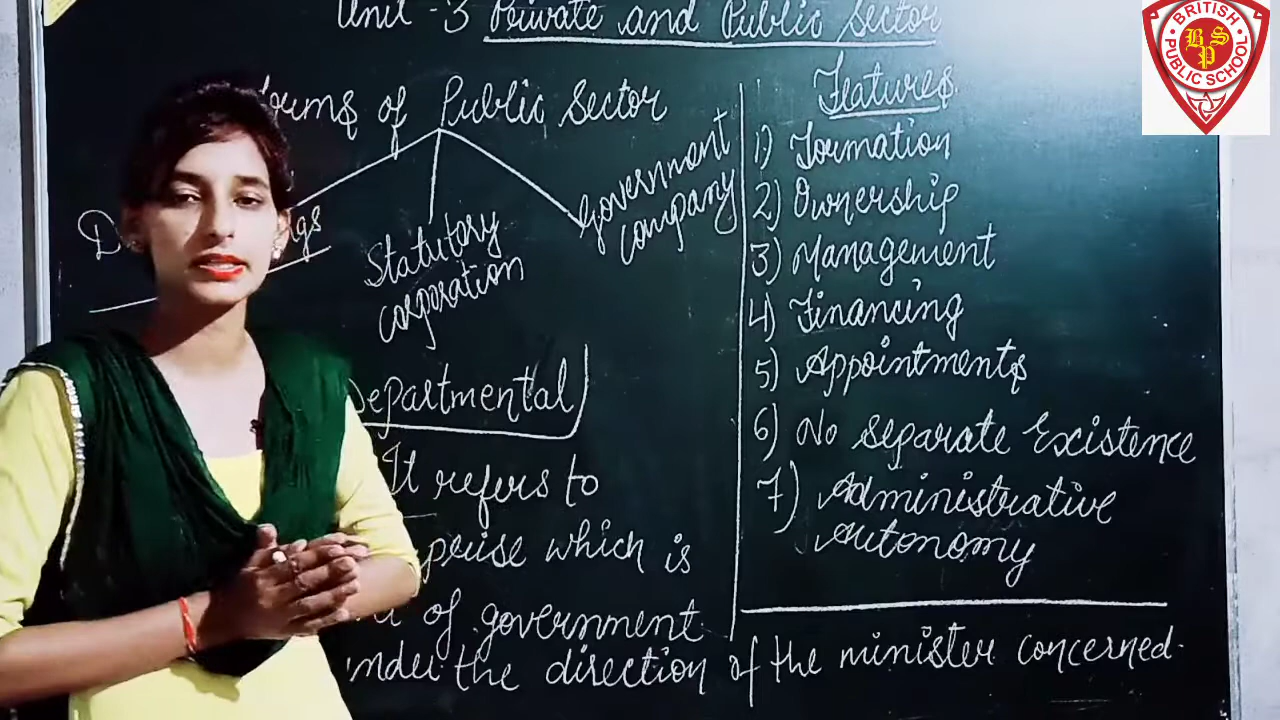 Unit - 3 Private and Public Sector
Forms of Public Sector
Statutory
corporation
Government
company
Departmental
It refers to
which is
of government
under the direction of the minister concerned.
Features
1) Formation
2) Ownership
3) Management
4) Financing
5) Appointments
6) No Separate Existence
7) Administrative
Autonomy
BRITISH
PUBLIC SCHOOL
BPS